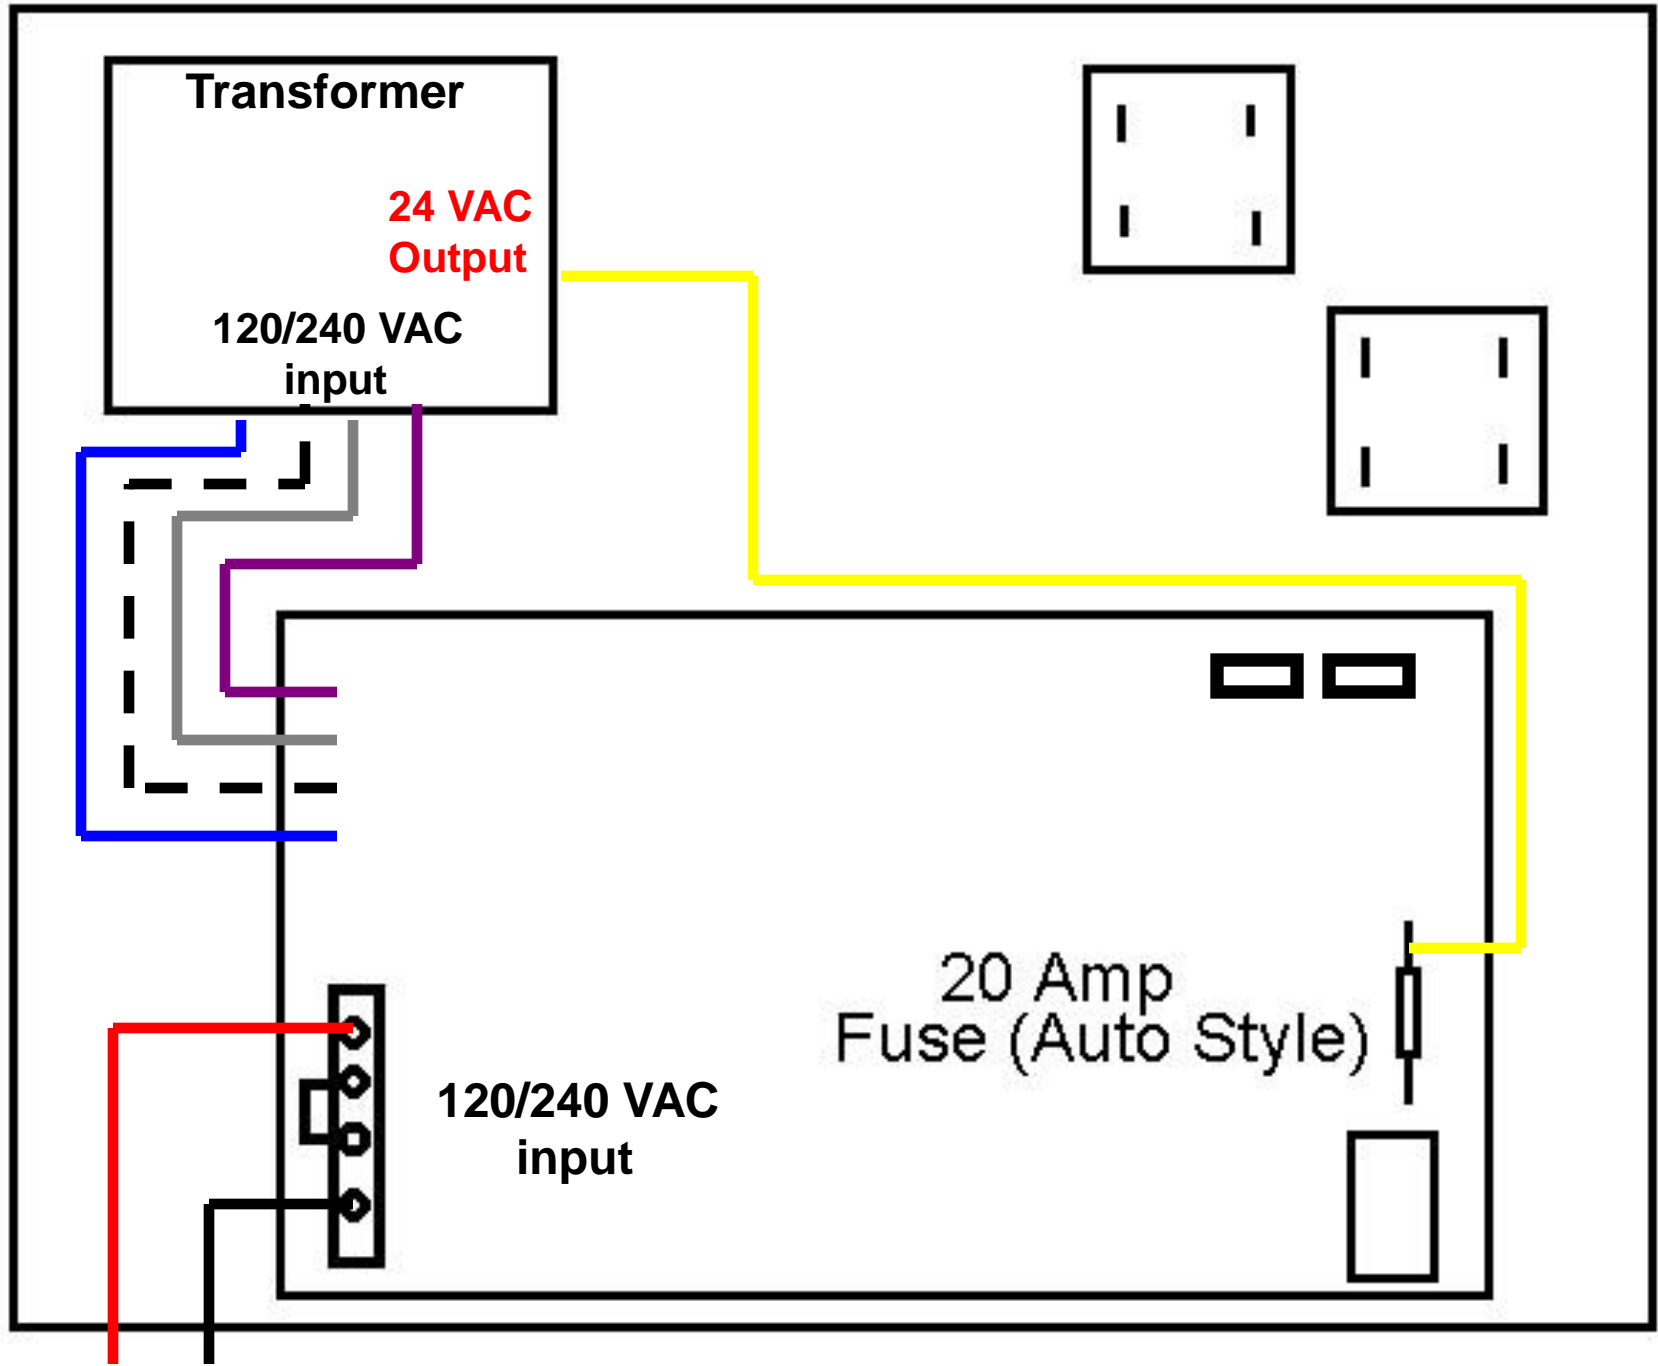 Transformer
24 VAC
Output
120/240 VAC
input
20 Amp
Fuse (Auto Style)
120/240 VAC
input